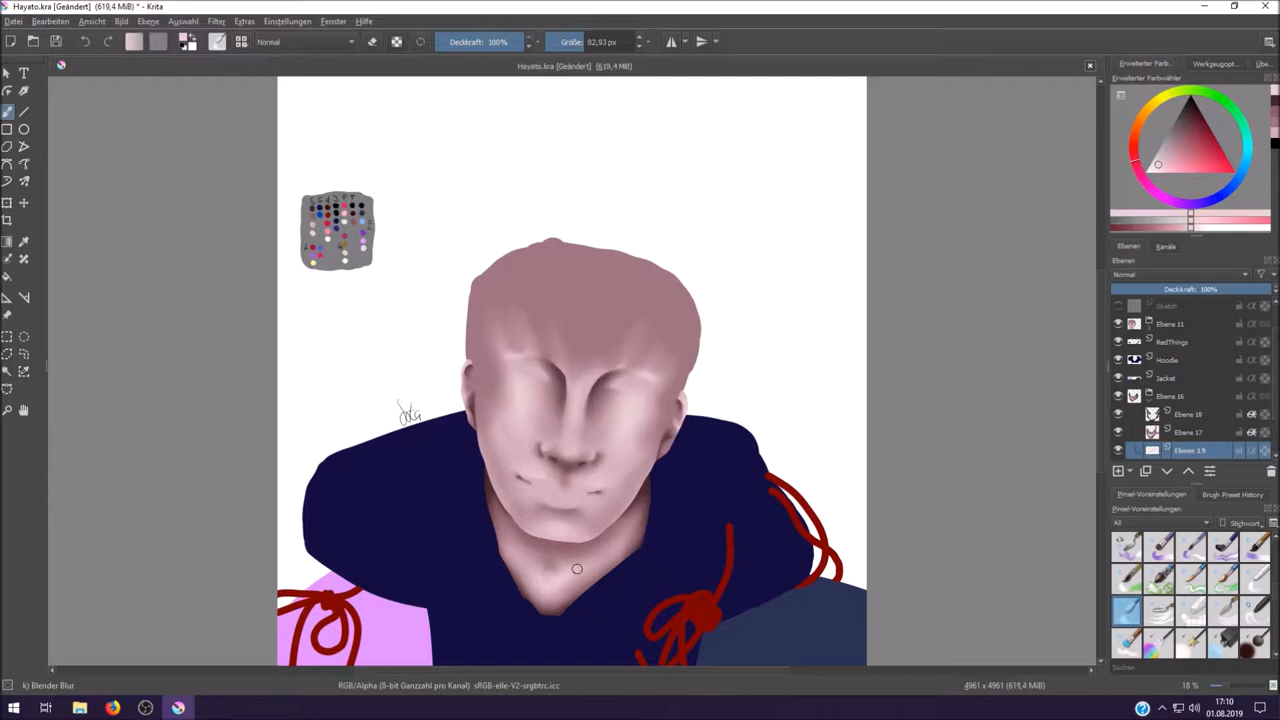 Hayato.kra [Geändert] (619,4 MiB) * - Krita
Datei Bearbeiten Ansicht Bild Ebene Auswahl Filter Extras Einstellungen Fenster Hilfe
Normal Deckkraft: 100% Größe: 82,93 px
Hayato.kra [Geändert] (619,4 MiB) Erweiterter Farb... Werkzeugopt...
Erweiterter Farbwähler
Ebenen Kanäle
Ebenen
Normal
Deckkraft: 100%
Sketch
Ebene 11
RedThings
Hoodie
Jacket
Ebene 16
Ebene 18
Ebene 17
Ebene 19
Pinsel-Voreinstellungen Brugh Preset History
Pinsel-Voreinstellungen
All Stichwort
Suchen
k) Blender Blur RGB/Alpha (8-bit Ganzzahl pro Kanal) sRGB-elle-V2-srgbtrc.icc 4961 x 4961 (619,4 MiB) 18 %
17:10
01.08.2019